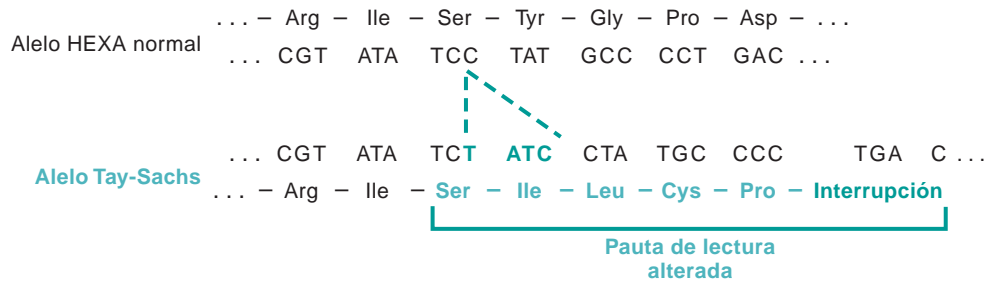 ... – Arg – Ile – Ser – Tyr – Gly – Pro – Asp – ...
Alelo HEXA normal
... CGT ATA TCC TAT GCC CCT GAC ...
... CGT ATA TCT ATC CTA TGC CCC TGA C ...
Alelo Tay-Sachs
... – Arg – Ile – Ser – Ile – Leu – Cys – Pro – Interrupción
Pauta de lectura
alterada